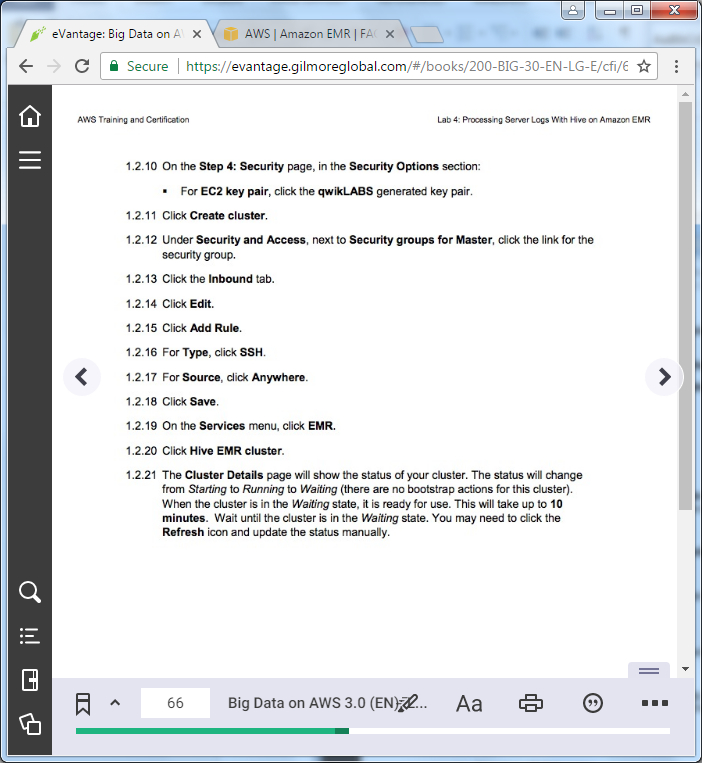 eVantage: Big Data on A
AWS | Amazon EMR | FA
Secure
https://evantage.gilmoreglobal.com/#/books/200-BIG-30-EN-LG-E/cfi/6
AWS Training and Certification
Lab 4: Processing Server Logs With Hive on Amazon EMR
1.2.10 On the Step 4: Security page, in the Security Options section:
▪ For EC2 key pair, click the qwikLABS generated key pair.
1.2.11 Click Create cluster.
1.2.12 Under Security and Access, next to Security groups for Master, click the link for the
security group.
1.2.13 Click the Inbound tab.
1.2.14 Click Edit.
1.2.15 Click Add Rule.
1.2.16 For Type, click SSH.
1.2.17 For Source, click Anywhere.
1.2.18 Click Save.
1.2.19 On the Services menu, click EMR.
1.2.20 Click Hive EMR cluster.
1.2.21 The Cluster Details page will show the status of your cluster. The status will change
from Starting to Running to Waiting (there are no bootstrap actions for this cluster).
When the cluster is in the Waiting state, it is ready for use. This will take up to 10
minutes. Wait until the cluster is in the Waiting state. You may need to click the
Refresh icon and update the status manually.
66
Big Data on AWS 3.0 (EN)
Aa